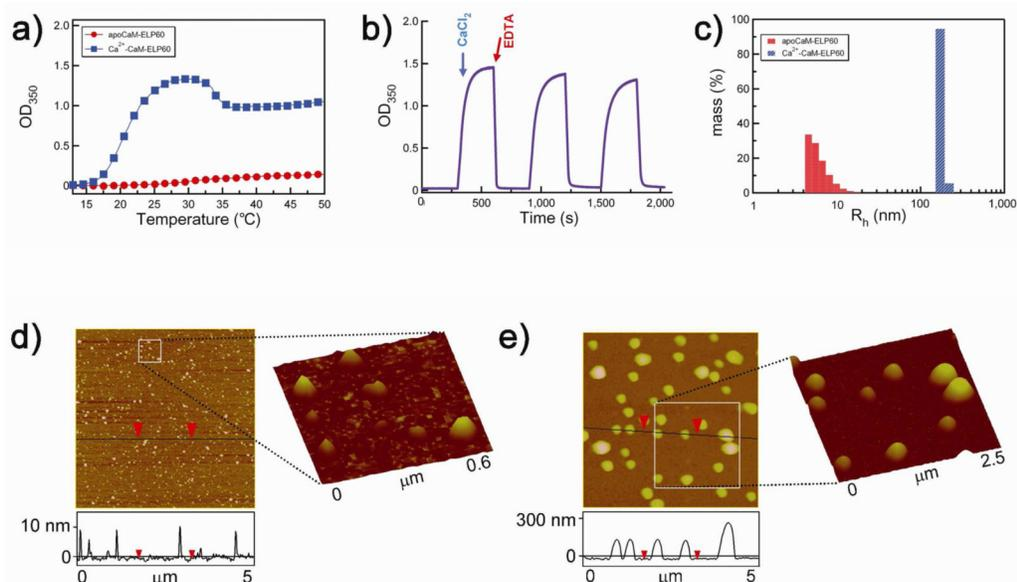 a)
2.0
1.5
1.0
0.5
0
OD350
apoCaM-ELP60
Ca2+-CaM-ELP60
15 20 25 30 35 40 45 50
Temperature (°C)
b)
2.0
1.5
1.0
0.5
0
OD350
CaCl2
EDTA
0 500 1,000 1,500 2,000
Time (s)
c)
100
80
60
40
20
0
mass (%)
apoCaM-ELP60
Ca2+-CaM-ELP60
1 10 100 1,000
Rh (nm)
d)
0 μm 0.6
10 nm
0
0 μm 5
e)
0 μm 2.5
300 nm
0
0 μm 5